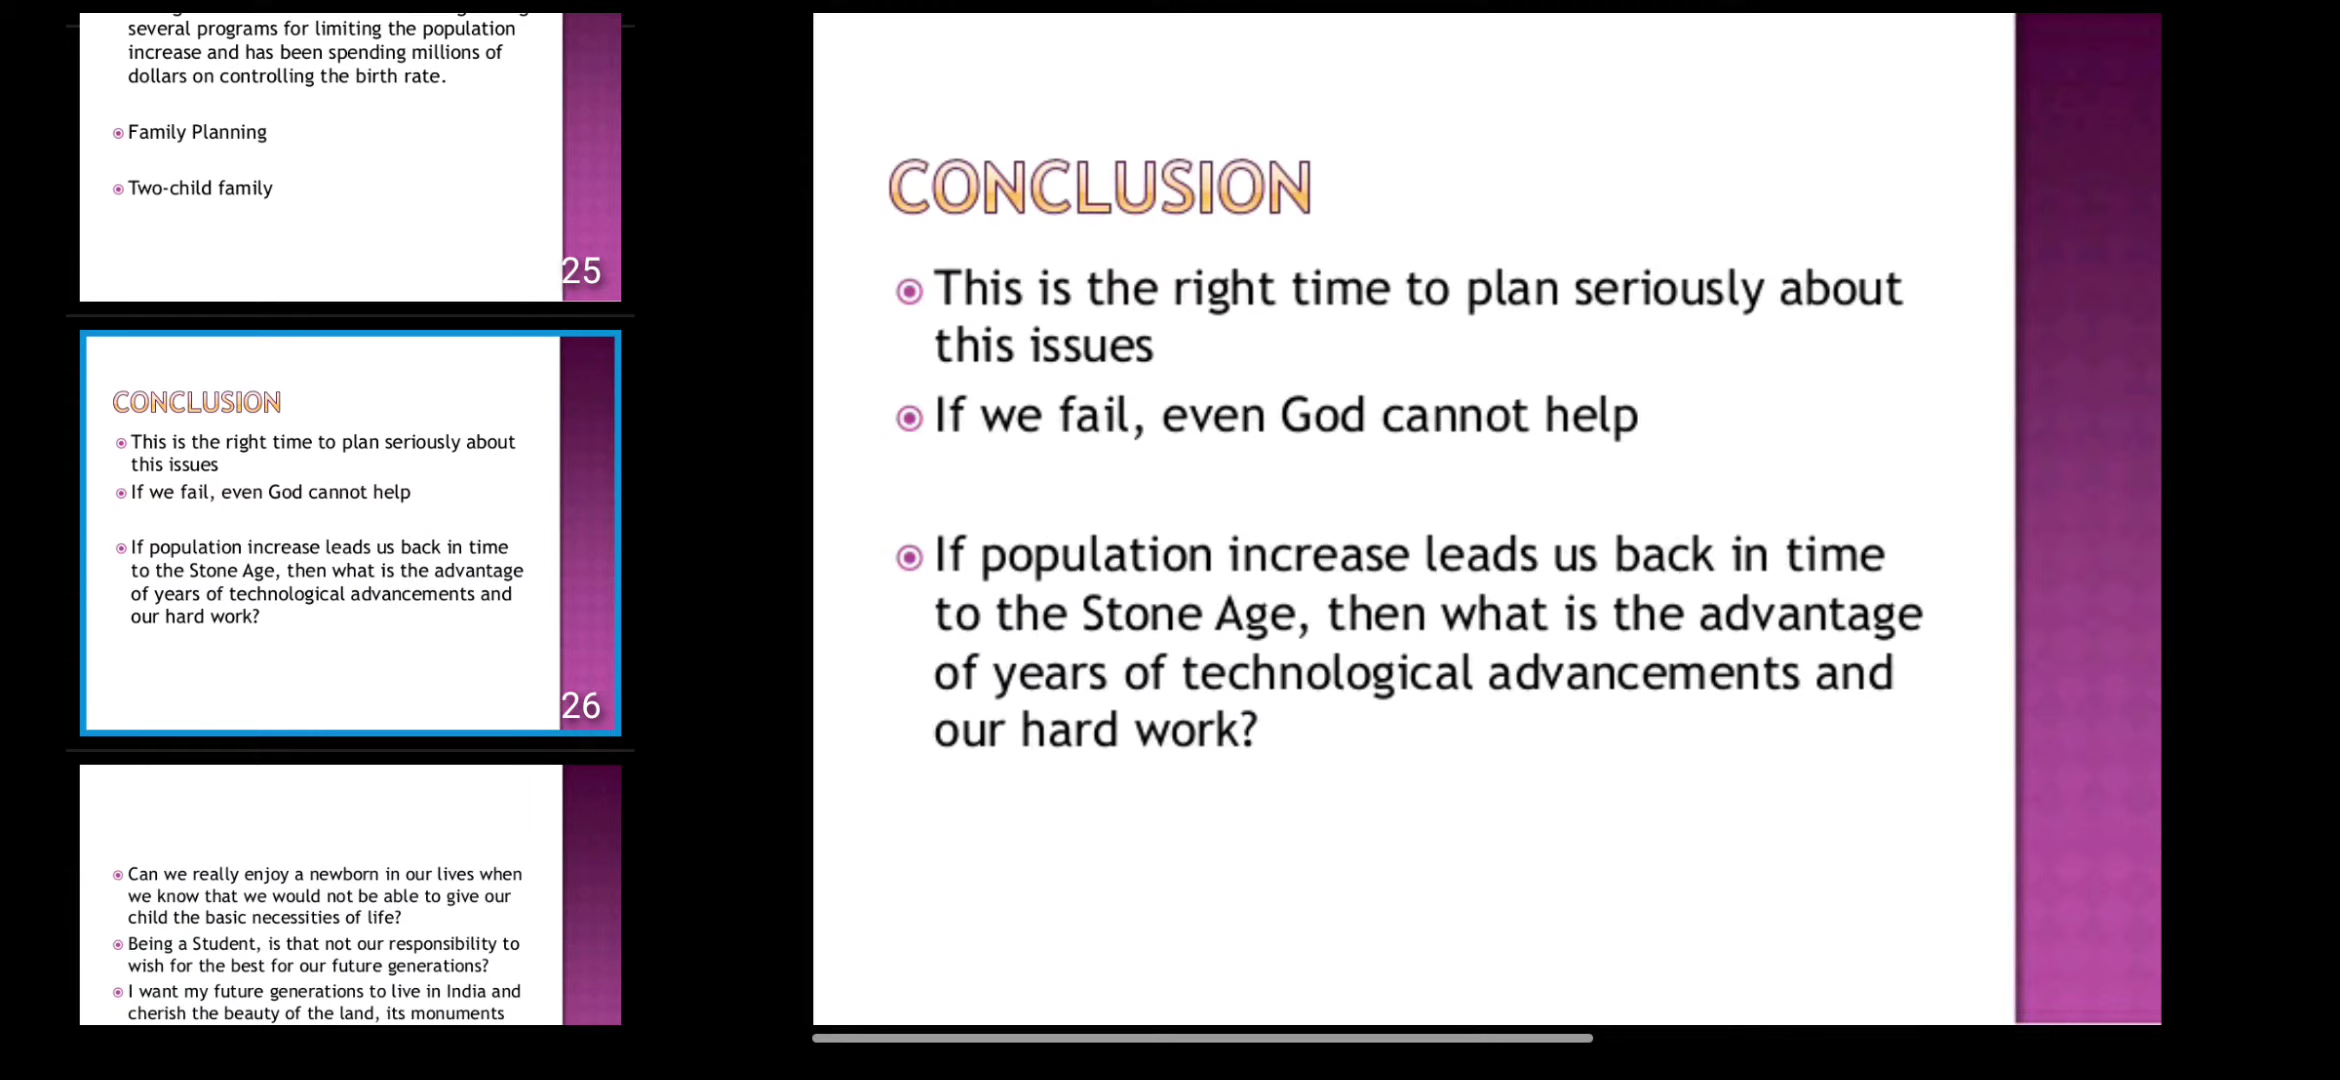 several programs for limiting the population
increase and has been spending millions of
dollars on controlling the birth rate.
Family Planning
Two-child family
25
CONCLUSION
This is the right time to plan seriously about
this issues
If we fail, even God cannot help
If population increase leads us back in time
to the Stone Age, then what is the advantage
of years of technological advancements and
our hard work?
26
Can we really enjoy a newborn in our lives when
we know that we would not be able to give our
child the basic necessities of life?
Being a Student, is that not our responsibility to
wish for the best for our future generations?
I want my future generations to live in India and
cherish the beauty of the land, its monuments
CONCLUSION
This is the right time to plan seriously about
this issues
If we fail, even God cannot help
If population increase leads us back in time
to the Stone Age, then what is the advantage
of years of technological advancements and
our hard work?